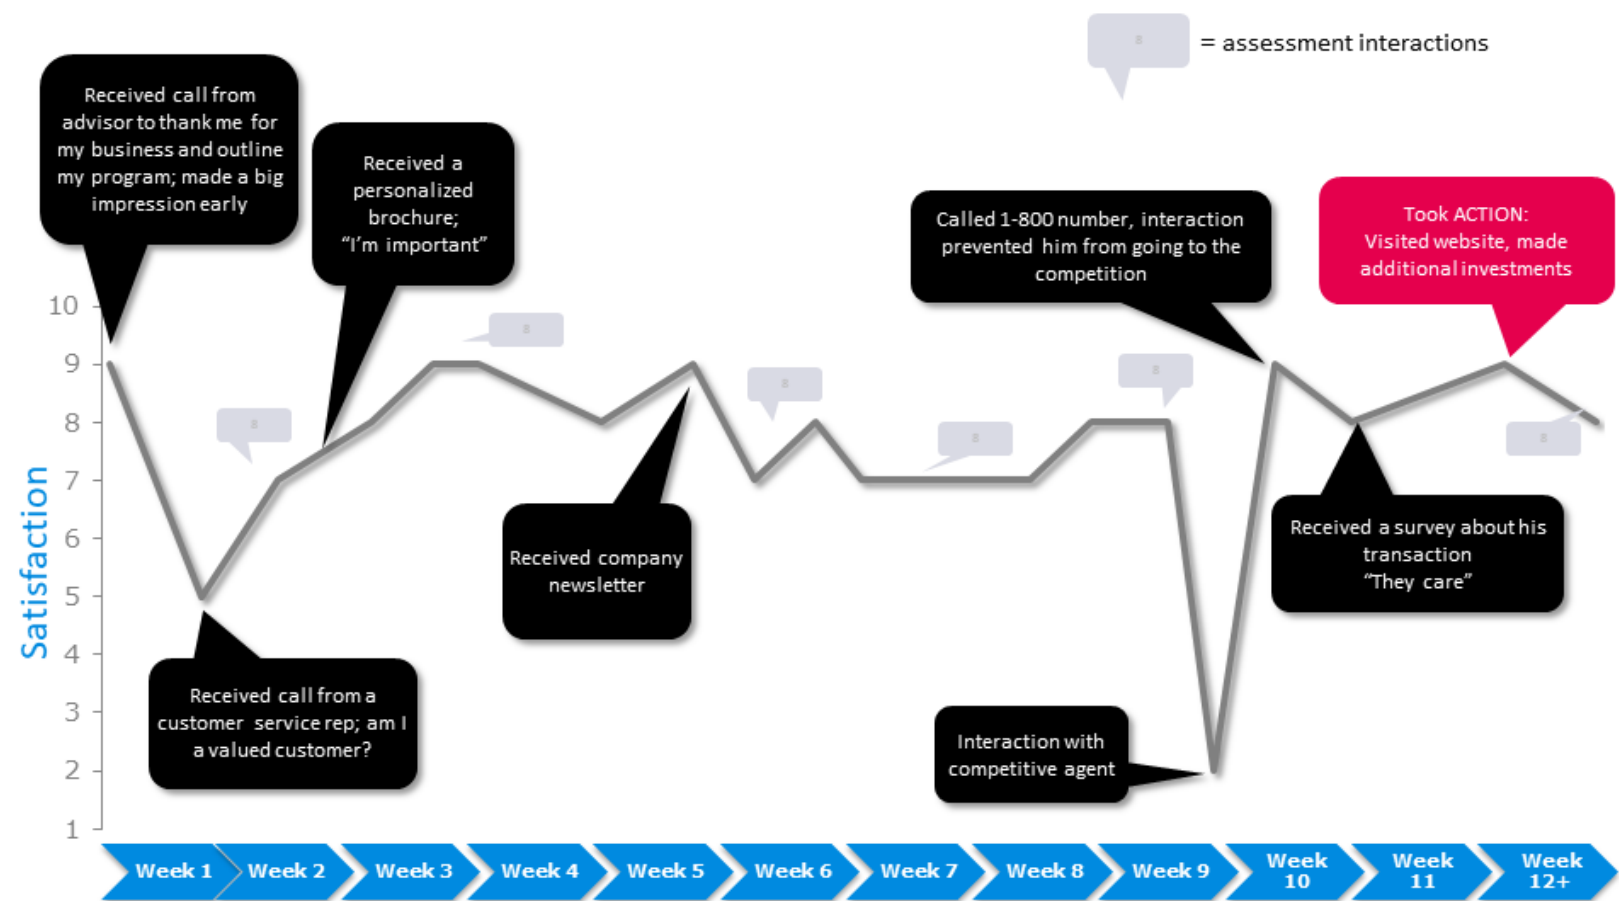 = assessment interactions
Received call from
advisor to thank me for
my business and outline
my program; made a big
impression early
Received a
personalized
brochure;
“I’m important”
Called 1-800 number, interaction
prevented him from going to the
competition
Took ACTION:
Visited website, made
additional investments
10
9
8
7
6
5
4
3
2
1
Satisfaction
Received company
newsletter
Received a survey about his
transaction
“They care”
Received call from a
customer service rep; am I
a valued customer?
Interaction with
competitive agent
Week 1
Week 2
Week 3
Week 4
Week 5
Week 6
Week 7
Week 8
Week 9
Week
10
Week
11
Week
12+